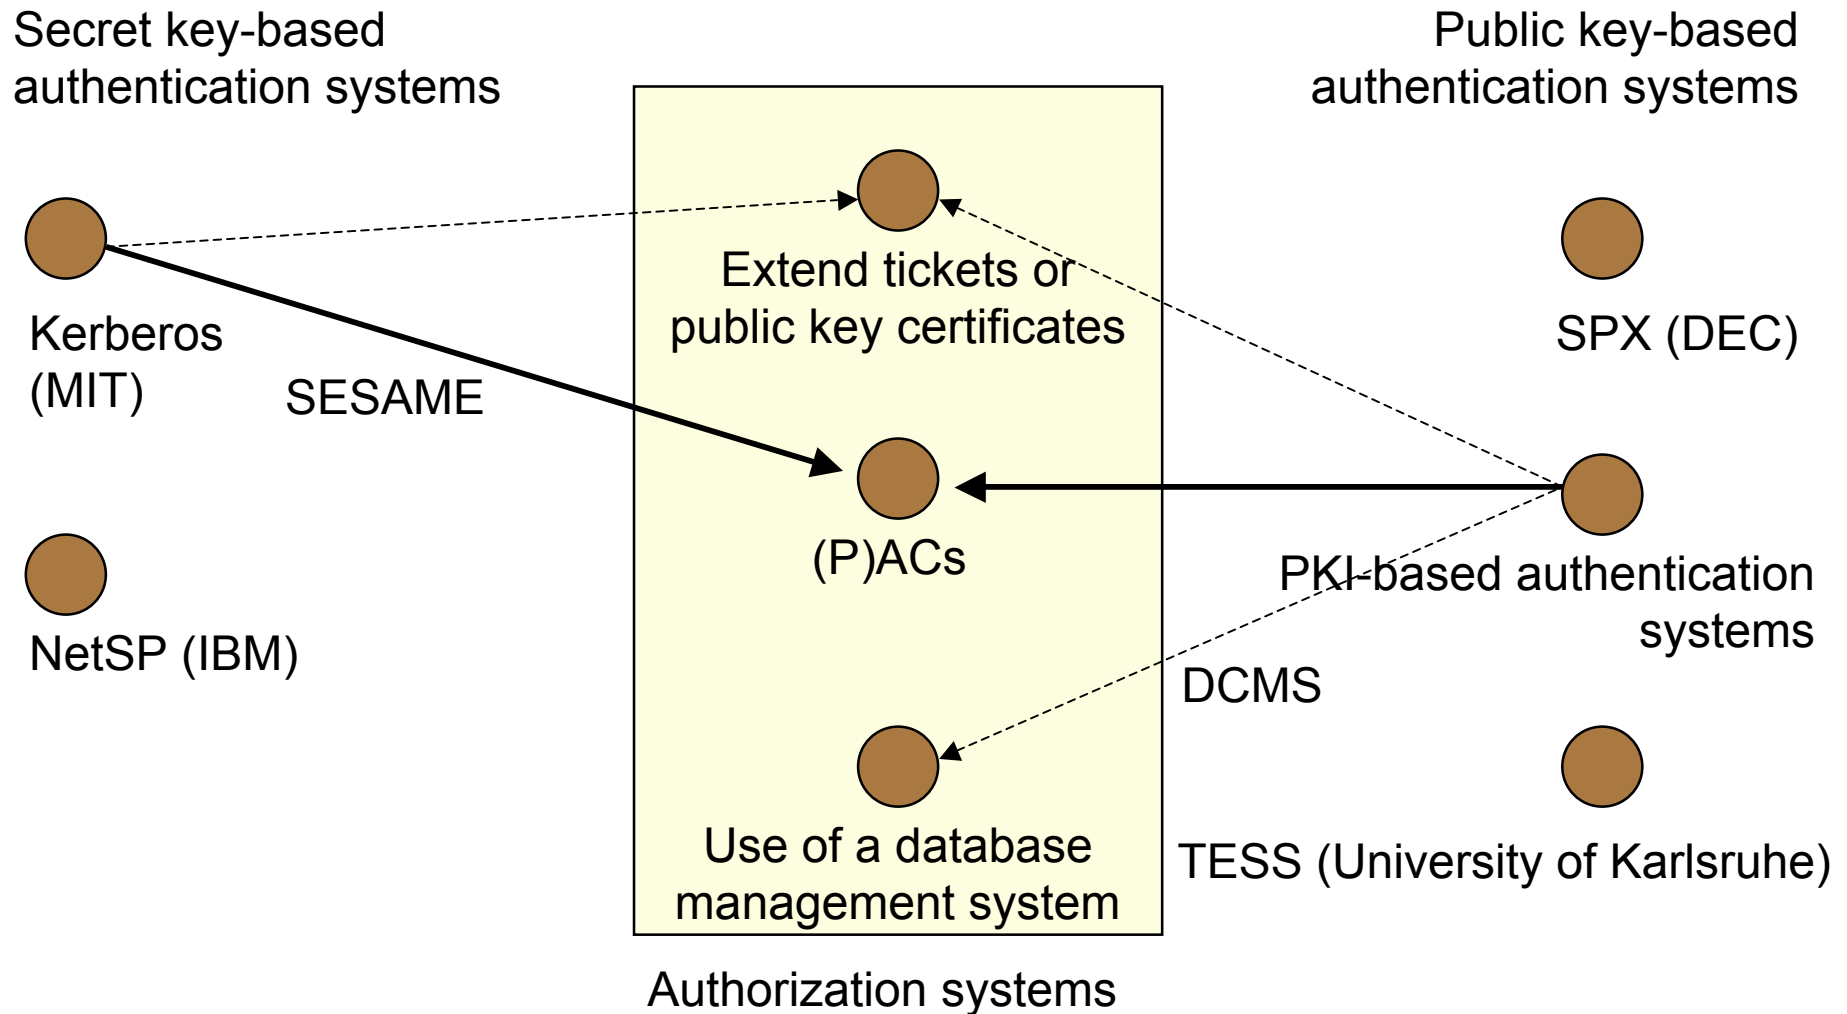 Secret key-based
authentication systems
Public key-based
authentication systems
Extend tickets or
public key certificates
Kerberos
(MIT)
SPX (DEC)
SESAME
(P)ACs
PKI-based authentication
systems
NetSP (IBM)
DCMS
Use of a database
management system
TESS (University of Karlsruhe)
Authorization systems